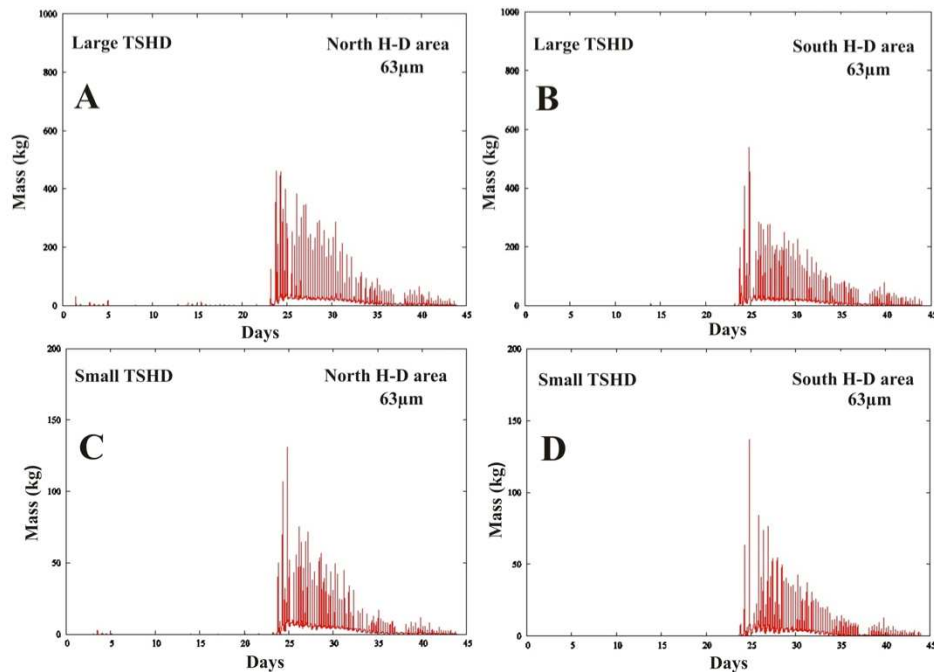 1000
800
600
400
200
0
Mass (kg)
Large TSHD
North H-D area
63µm
A
0 5 10 15 20 25 30 35 40 45
Days
1000
800
600
400
200
0
Mass (kg)
Large TSHD
South H-D area
63µm
B
0 5 10 15 20 25 30 35 40 45
Days
200
150
100
50
0
Mass (kg)
Small TSHD
North H-D area
63µm
C
0 5 10 15 20 25 30 35 40 45
Days
200
150
100
50
0
Mass (kg)
Small TSHD
South H-D area
63µm
D
0 5 10 15 20 25 30 35 40 45
Days